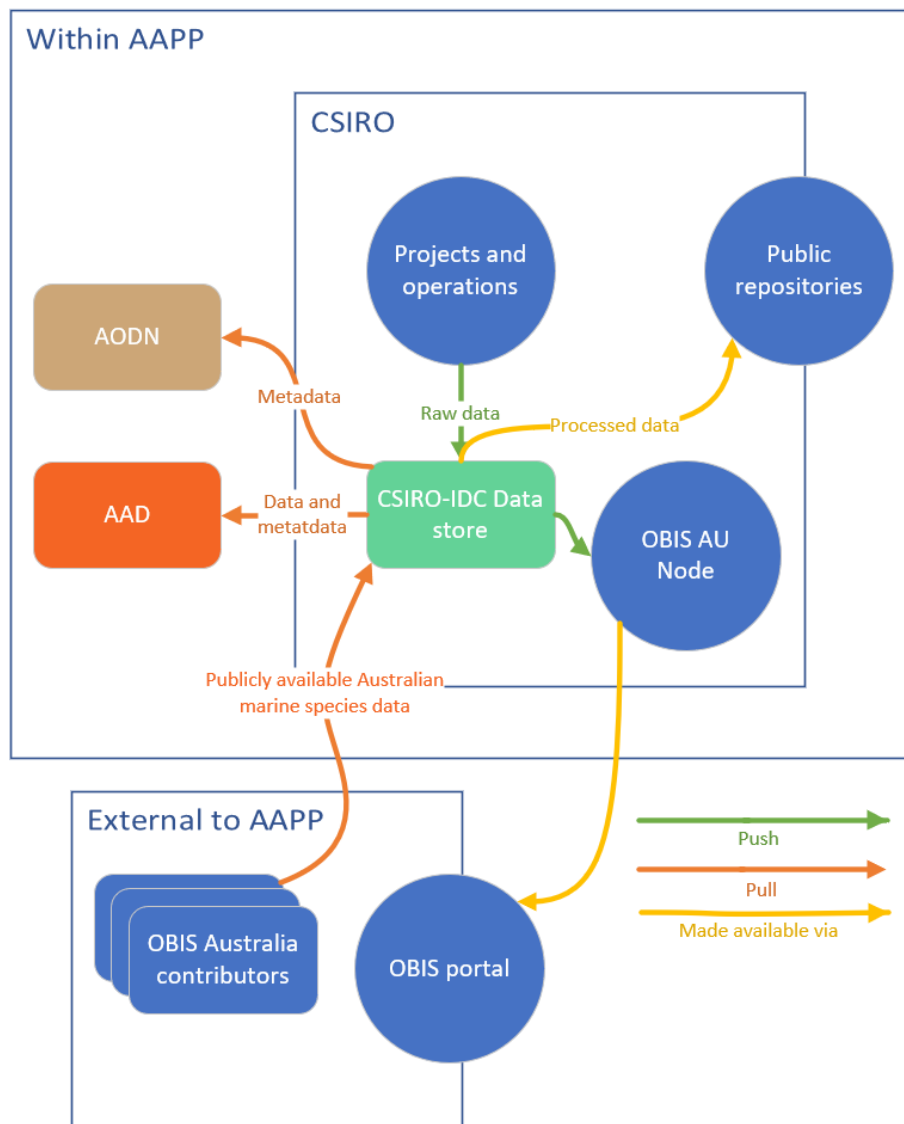 Within AAPP
CSIRO
Projects and
operations
Public
repositories
AODN
Metadata
Raw data
Processed data
AAD
Data and
metatdata
CSIRO-IDC Data
store
OBIS AU
Node
Publicly available Australian
marine species data
External to AAPP
Push
Pull
Made available via
OBIS Australia
contributors
OBIS portal